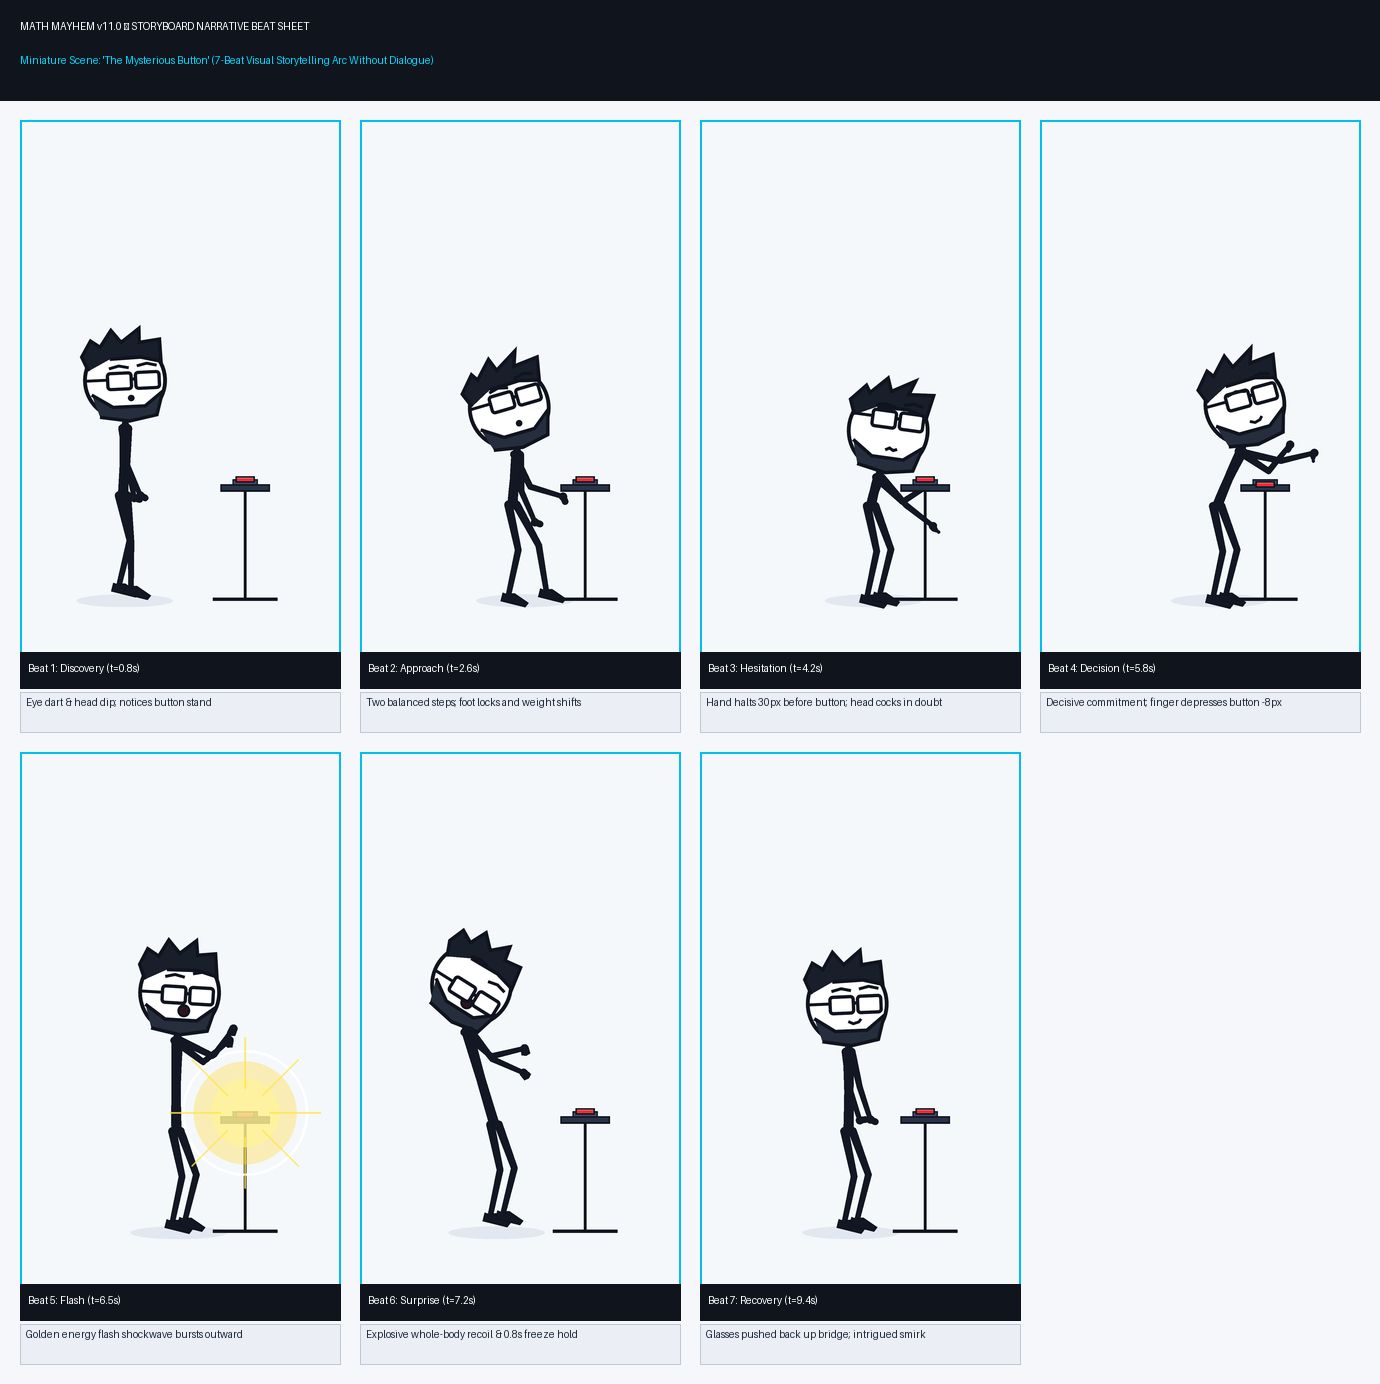 MATH MAYHEM v11.0 ▯ STORYBOARD NARRATIVE BEAT SHEET
Miniature Scene: 'The Mysterious Button' (7-Beat Visual Storytelling Arc Without Dialogue)
Beat 1: Discovery (t=0.8s)
Eye dart & head dip; notices button stand
Beat 2: Approach (t=2.6s)
Two balanced steps; foot locks and weight shifts
Beat 3: Hesitation (t=4.2s)
Hand halts 30px before button; head cocks in doubt
Beat 4: Decision (t=5.8s)
Decisive commitment; finger depresses button -8px
Beat 5: Flash (t=6.5s)
Golden energy flash shockwave bursts outward
Beat 6: Surprise (t=7.2s)
Explosive whole-body recoil & 0.8s freeze hold
Beat 7: Recovery (t=9.4s)
Glasses pushed back up bridge; intrigued smirk